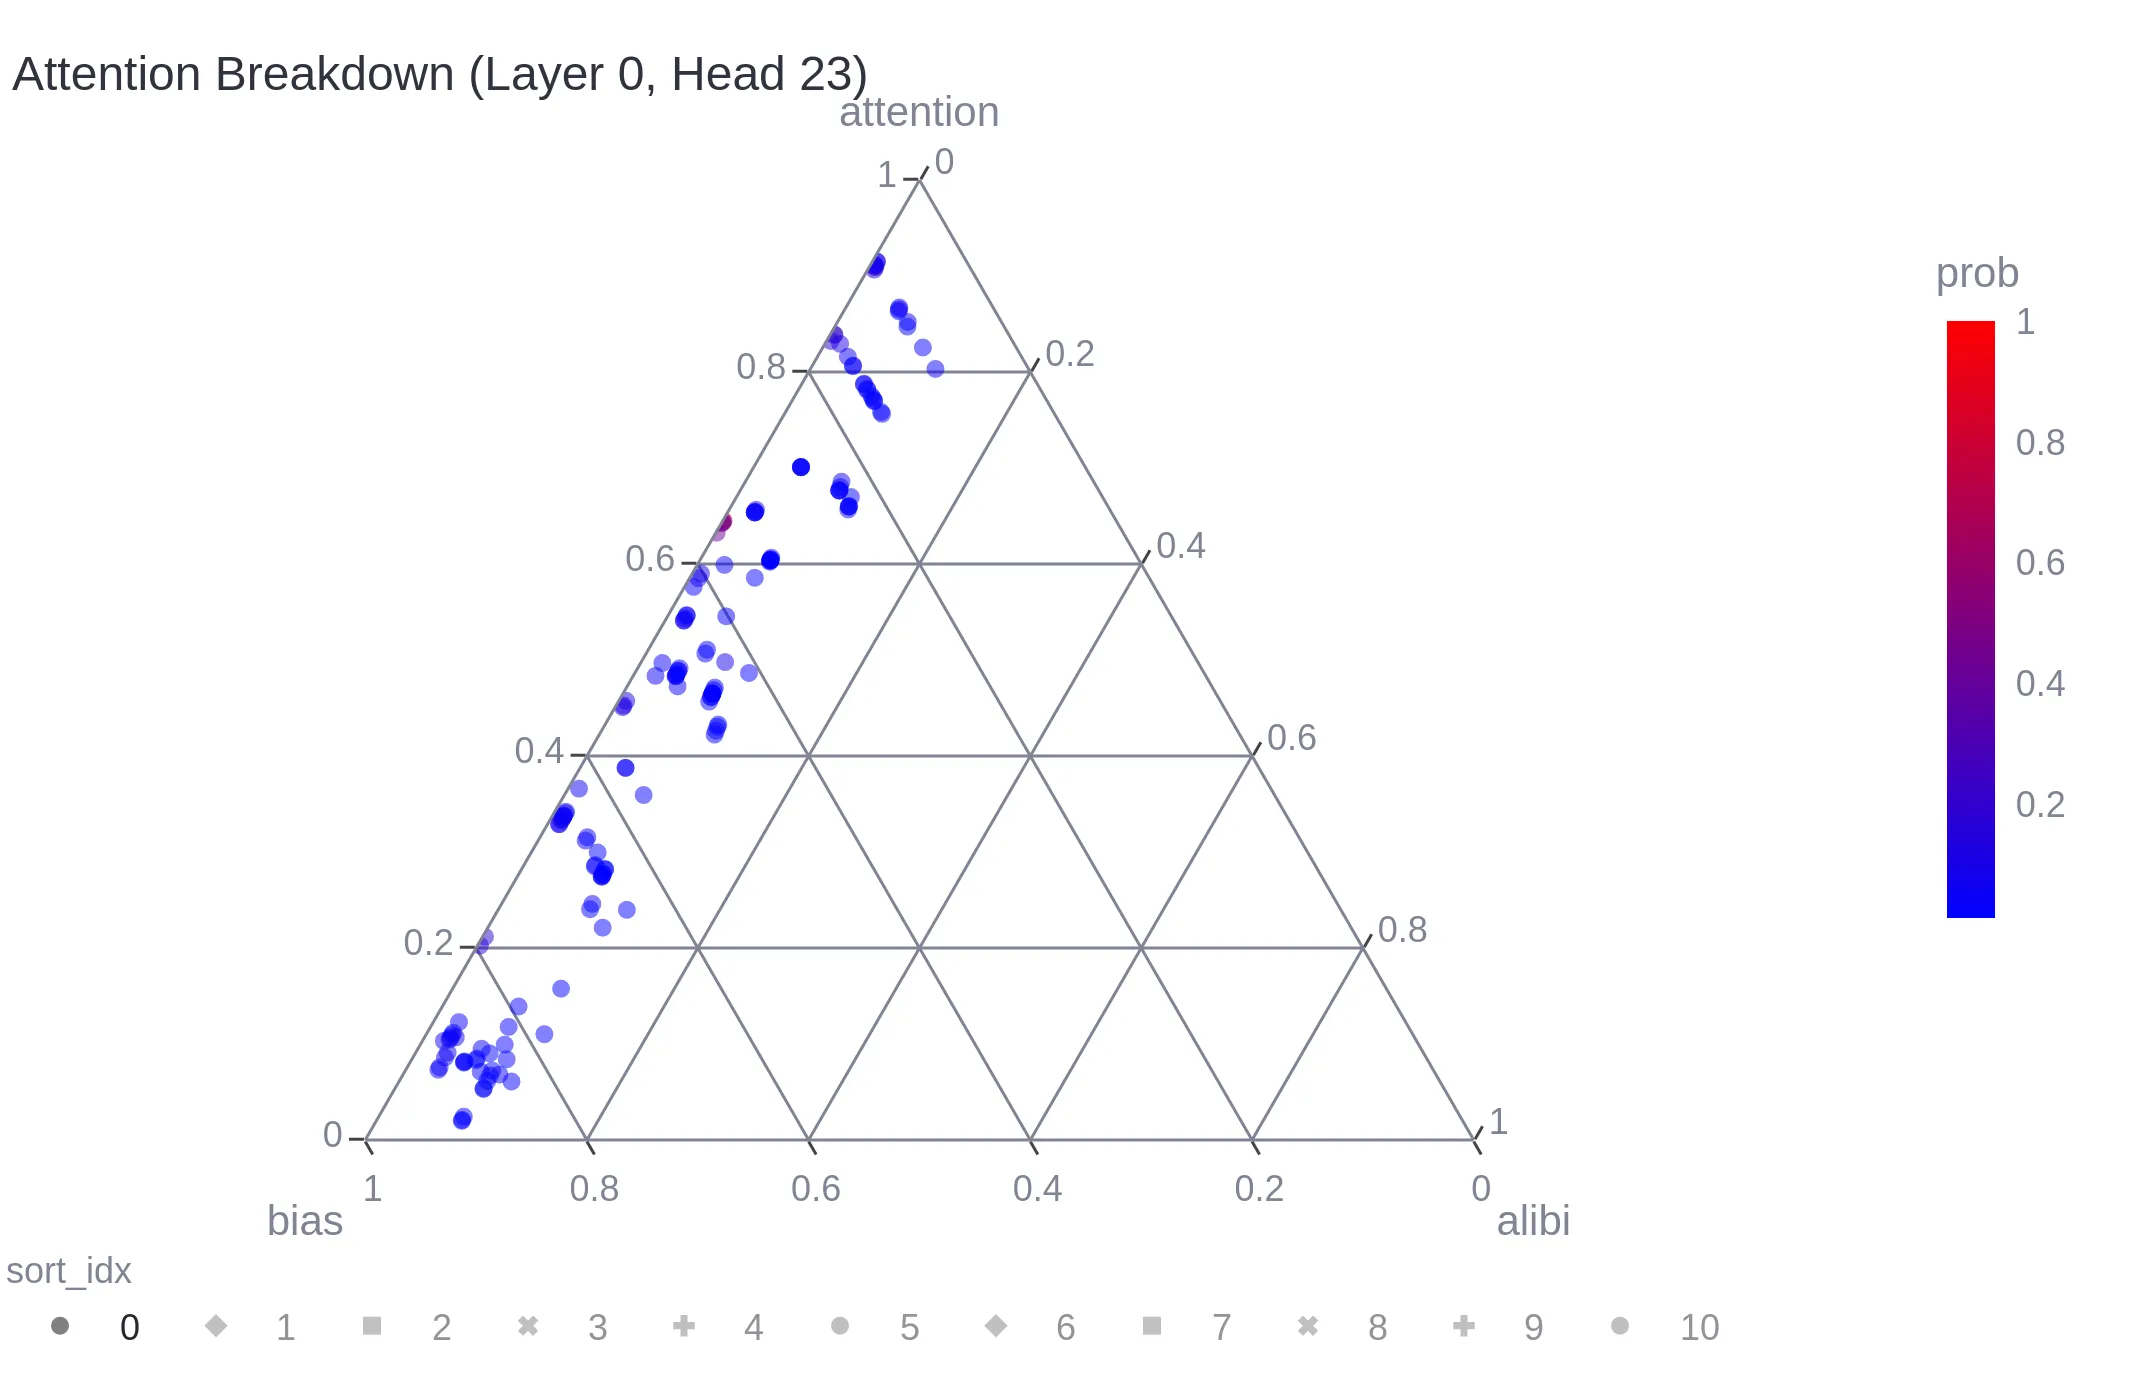 Attention Breakdown (Layer 0, Head 23)
attention
1 0
prob
1
0.8 0.2
0.8
0.6 0.4
0.6
0.4 0.6
0.4
0.2 0.8
0.2
0 1
1 0.8 0.6 0.4 0.2 0
bias alibi
sort_idx
0 1 2 3 4 5 6 7 8 9 10